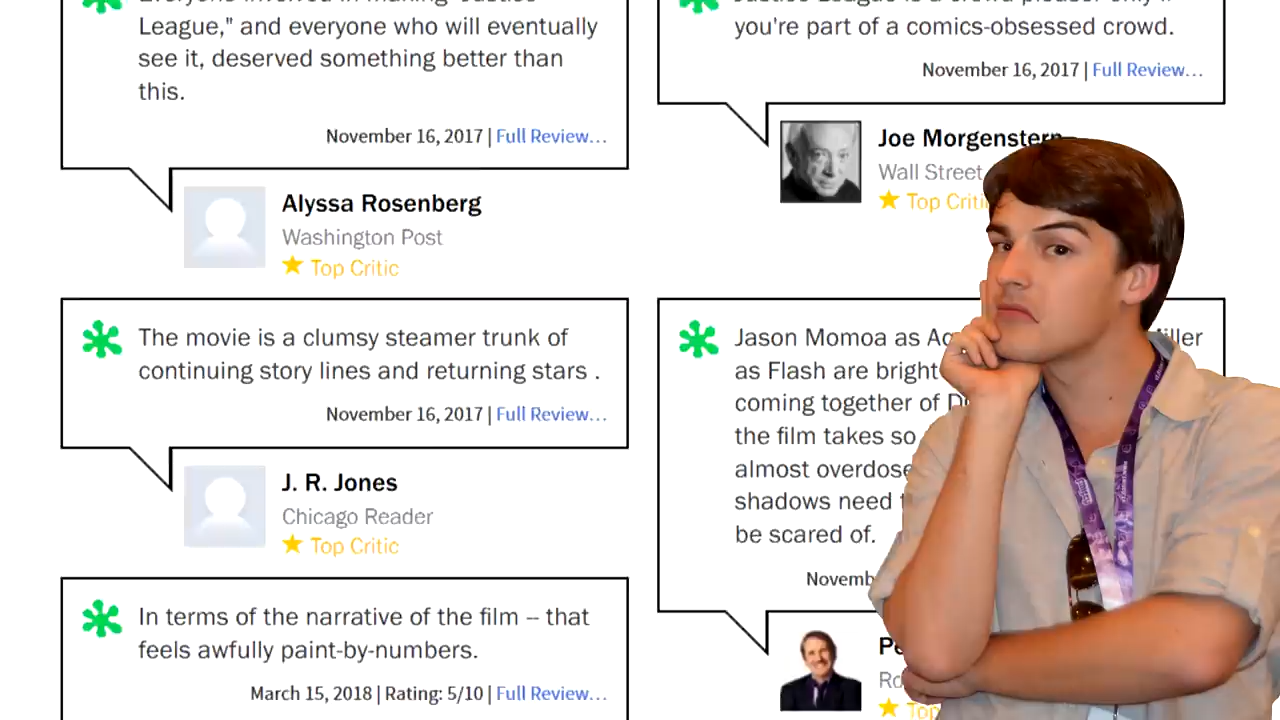 League," and everyone who will eventually
see it, deserved something better than
this.
November 16, 2017 | Full Review…
Alyssa Rosenberg
Washington Post
Top Critic
you're part of a comics-obsessed crowd.
November 16, 2017 | Full Review…
Joe Morgenstern
Wall Street
Top
The movie is a clumsy steamer trunk of
continuing story lines and returning stars .
November 16, 2017 | Full Review…
J. R. Jones
Chicago Reader
Top Critic
Jason Momoa as
as Flash are bright
coming together of
the film takes so
almost
shadows need
be scared of.
In terms of the narrative of the film -- that
feels awfully paint-by-numbers.
March 15, 2018 | Rating: 5/10 | Full Review…